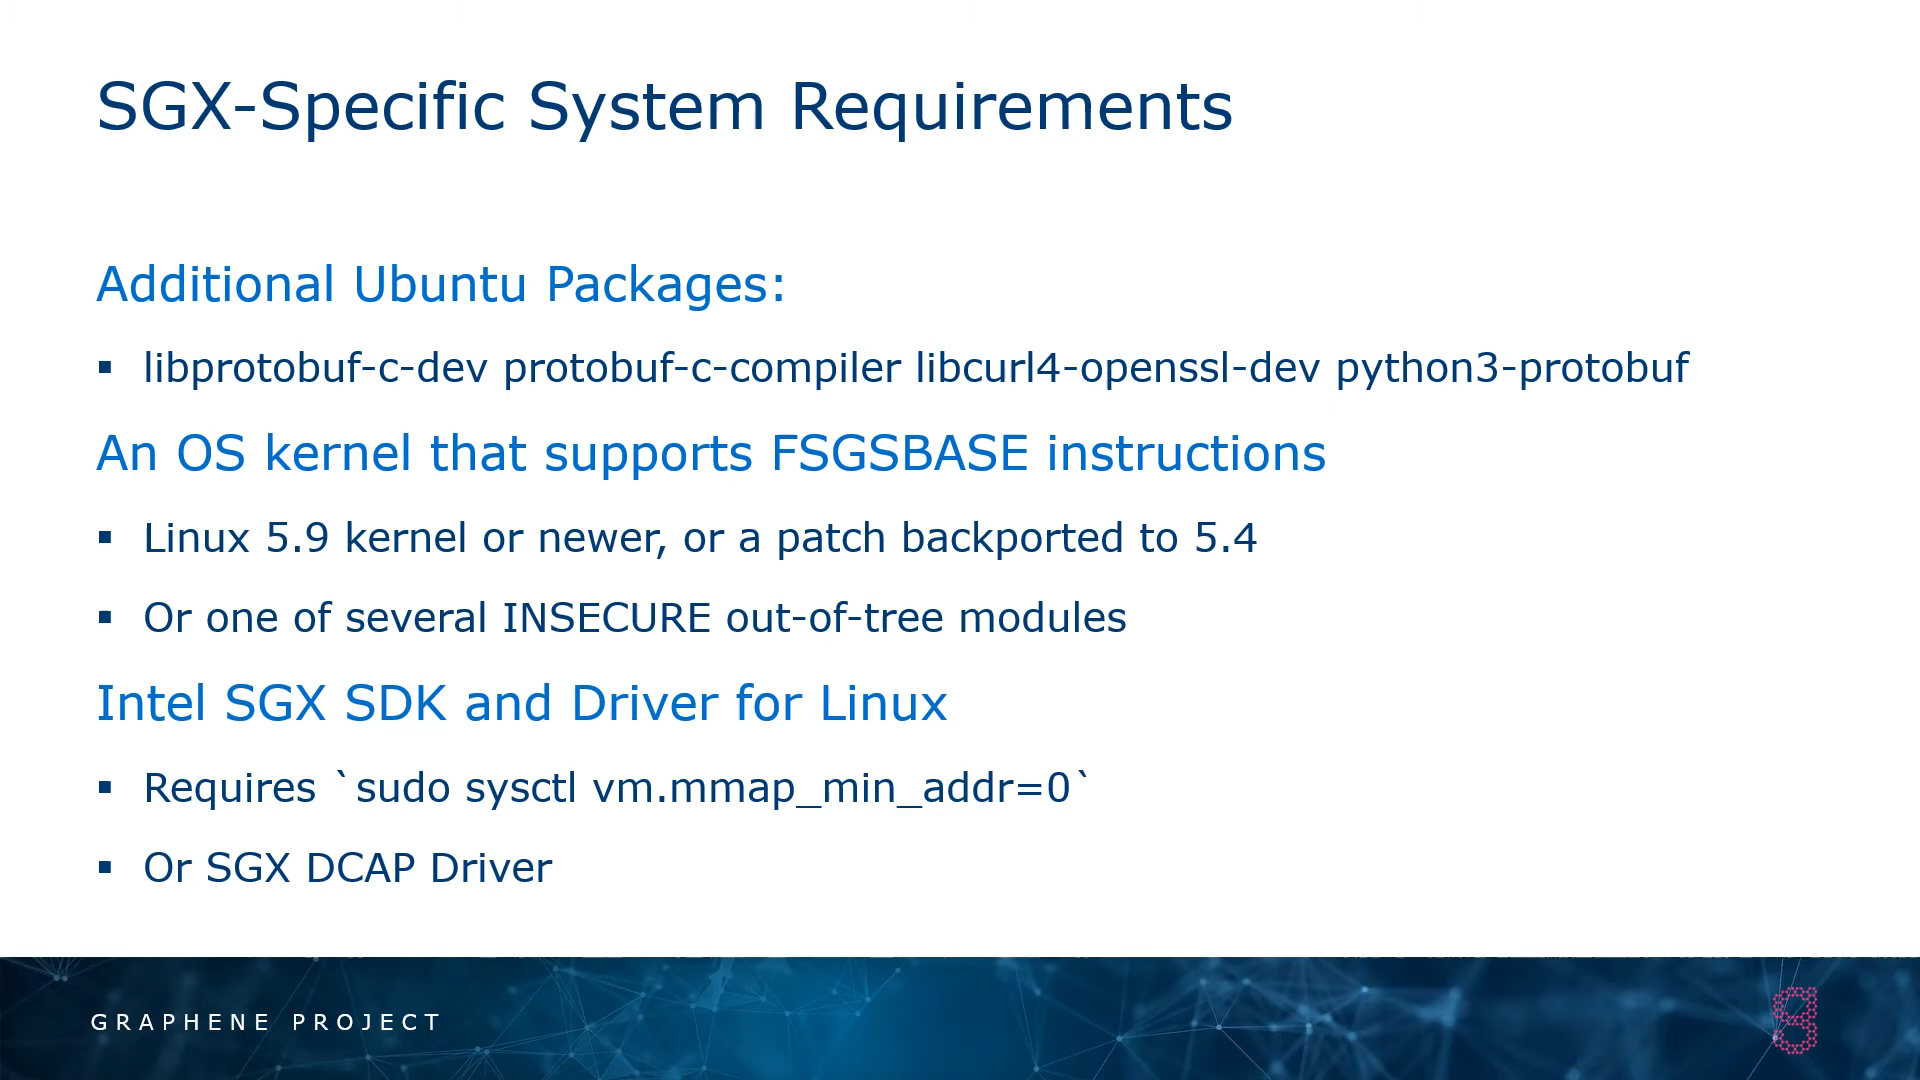 SGX-Specific System Requirements
Additional Ubuntu Packages:
▪ libprotobuf-c-dev protobuf-c-compiler libcurl4-openssl-dev python3-protobuf
An OS kernel that supports FSGSBASE instructions
▪ Linux 5.9 kernel or newer, or a patch backported to 5.4
▪ Or one of several INSECURE out-of-tree modules
Intel SGX SDK and Driver for Linux
▪ Requires `sudo sysctl vm.mmap_min_addr=0`
▪ Or SGX DCAP Driver
GRAPHENE PROJECT